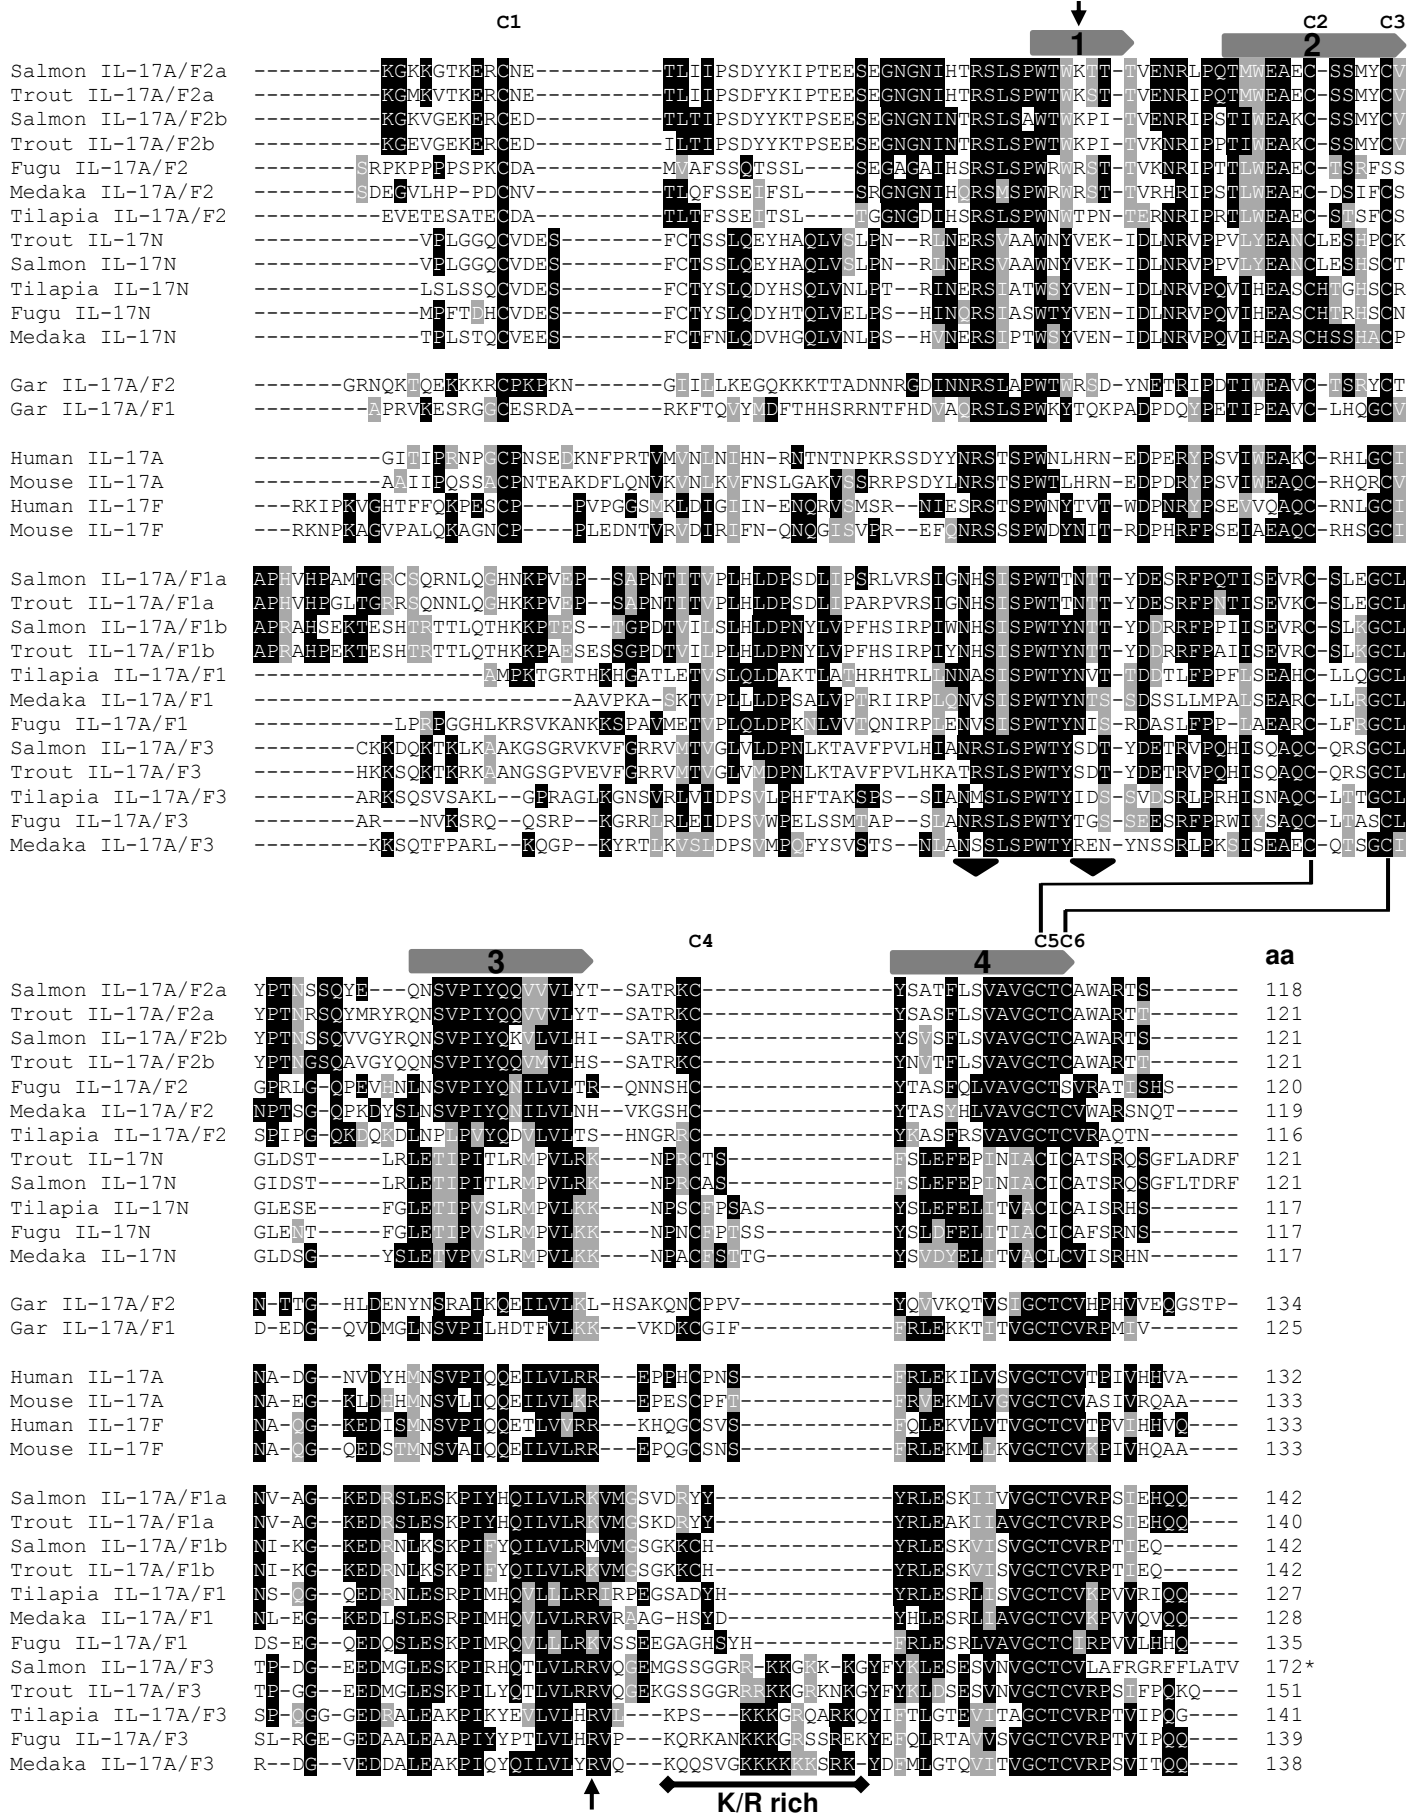 C1 C2 C3
1 2
Salmon IL-17A/F2a ----------KGKKGTKERCNE----------TLIIPSDYYKIPTEESEGNGNIHTRSLSPWTWKTT-TVENRLPQTMWEAEC-SSMYCV
Trout IL-17A/F2a ----------KGMKVTKERCNE----------TLIIPSDFYKIPTEESEGNGNIHTRSLSPWTWKST-TVENRIPQTMWEAEC-SSMYCV
Salmon IL-17A/F2b ----------KGKVGEKERCED----------TLTIPSDYYKTPSEESEGNGNINTRSLSAWTWKPI-TVENRIPSTIWEAKC-SSMYCV
Trout IL-17A/F2b ----------KGEVGEKERCED----------ILTIPSDYYKTPSEESEGNGNINTRSLSPWTWKPI-TVKNRIPPTIWEAKC-SSMYCV
Fugu IL-17A/F2 --------SRPKPPPPSPKCDA----------MVAFSSQTSSL----SEGAGAIHSRSLSPWRWRST-TVKNRIPTTLWEAEC-TSRFSS
Medaka IL-17A/F2 --------SDEGVLHP-PDCNV----------TLQFSSEIFSL----SRGNGNIHQRSMSPWRWRST-TVRHRIPSTLWEAEC-DSIFCS
Tilapia IL-17A/F2 ----------EVETESATECDA----------TLTFSSEITSL----TGGNGDIHSRSLSPWNWTPN-TERNRIPRTLWEAEC-STSFCS
Trout IL-17N -------------VPLGGQCVDES--------FCTSSLQEYHAQLVSLPN--RLNERSVAAWNYVEK-IDLNRVPPVLYEANCLESHPCK
Salmon IL-17N -------------VPLGGQCVDES--------FCTSSLQEYHAQLVSLPN--RLNERSVAAWNYVEK-IDLNRVPPVLYEANCLESHSCT
Tilapia IL-17N -------------LSLSSQCVDES--------FCTYSLQDYHSQLVNLPT--RINERSIATWSYVEN-IDLNRVPQVIHEASCHTGHSCR
Fugu IL-17N -------------MPFTDHCVDES--------FCTYSLQDYHTQLVELPS--HINQRSIASWTYVEN-IDLNRVPQVIHEASCHTRHSCN
Medaka IL-17N -------------TPLSTQCVEES--------FCTFNLQDVHGQLVNLPS--HVNERSIPTWSYVEN-IDLNRVPQVIHEASCHSSHACP
Gar IL-17A/F2 -------GRNQKTQEKKKRCPKPKN-------GIILLKEGQKKKTTADNNRGDINNRSLAPWTWRSD-YNETRIPDTIWEAVC-TSRYCT
Gar IL-17A/F1 ---------APRVKESRGGCESRDA-------RKFTQVYMDFTHHSRRNTFHDVAQRSLSPWKYTQKPADPDQYPETIPEAVC-LHQGCV
Human IL-17A ----------GITIPRNPGCPNSEDKNFPRTVMVNLNIHN-RNTNTNPKRSSDYYNRSTSPWNLHRN-EDPERYPSVIWEAKC-RHLGCI
Mouse IL-17A ----------AAIIPQSSACPNTEAKDFLQNVKVNLKVFNSLGAKVSSRRPSDYLNRSTSPWTLHRN-EDPDRYPSVIWEAQC-RHQRCV
Human IL-17F ---RKIPKVGHTFFQKPESCP----PVPGGSMKLDIGIIN-ENQRVSMSR--NIESRSTSPWNYTVT-WDPNRYPSEVVQAQC-RNLGCI
Mouse IL-17F ---RKNPKAGVPALQKAGNCP----PLEDNTVRVDIRIFN-QNQGISVPR--EFQNRSSSPWDYNIT-RDPHRFPSEIAEAQC-RHSGCI
Salmon IL-17A/F1a APHVHPAMTGRCSQRNLQGHNKPVEP--SAPNTITVPLHLDPSDLIPSRLVRSIGNHSISPWTTNTT-YDESRFPQTISEVRC-SLEGCL
Trout IL-17A/F1a APHVHPGLTGRRSQNNLQGHKKPVEP--SAPNTITVPLHLDPSDLIPARPVRSIGNHSISPWTTNTT-YDESRFPNTISEVKC-SLEGCL
Salmon IL-17A/F1b APRAHSEKTESHTRTTLQTHKKPTES--TGPDTVILSLHLDPNYLVPFHSIRPIWNHSISPWTYNTT-YDDRRFPPIISEVRC-SLKGCL
Trout IL-17A/F1b APRAHPEKTESHTRTTLQTHKKPAESESSGPDTVILPLHLDPNYLVPFHSIRPIYNHSISPWTYNTT-YDDRRFPAIISEVRC-SLKGCL
Tilapia IL-17A/F1 ------------------AMPKTGRTHKHGATLETVSLQLDAKTLATHRHTRLLNNASISPWTYNVT-TDDTLFPPFLSEAHC-LLQGCL
Medaka IL-17A/F1 -------------------------AAVPKA-SKTVPLLLDPSALVPTRIIRPLQNVSISPWTYNTS-SDSSLLMPALSEARC-LLRGCL
Fugu IL-17A/F1 -----------LPRPGGHLKRSVKANKKSPAVMETVPLQLDPKNLVVTQNIRPLENVSISPWTYNIS-RDASLFPP-LAEARC-LFRGCL
Salmon IL-17A/F3 --------CKKDQKTKLKAAKGSGRVKVFGRRVMTVGLVLDPNLKTAVFPVLHIANRSLSPWTYSDT-YDETRVPQHISQAQC-QRSGCL
Trout IL-17A/F3 --------HKKSQKTKRKAANGSGPVEVFGRRVMTVGLVMDPNLKTAVFPVLHKATRSLSPWTYSDT-YDETRVPQHISQAQC-QRSGCL
Tilapia IL-17A/F3 --------ARKSQSVSAKL--GPRAGLKGNSVRLVIDPSVLPHFTAKSPS--SIANMSLSPWTYIDS-SVDSRLPRHISNAQC-LTTGCL
Fugu IL-17A/F3 --------AR--NVKSRQ--QSRP--KGRRLRLEIDPSVWPELSSMTAP--SLANRSLSPWTYTGS-SEESRFPRWIYSAQC-LTASCL
Medaka IL-17A/F3 ---------KKSQTFPARL--KQGP--KYRTLKVSLDPSVMPQFYSVSTS--NLANSSLSPWTYREN-YNSSRLPKSISEAEC-QTSGCI
C4 C5C6
3 4 aa
Salmon IL-17A/F2a YPTNSSQYE---QNSVPIYQQVVVLYT--SATRKC---------------YSATFLSVAVGCTCAWARTS------- 118
Trout IL-17A/F2a YPTNRSQYMRYRQNSVPIYQQVVVLYT--SATRKC---------------YSASFLSVAVGCTCAWARTT------- 121
Salmon IL-17A/F2b YPTNSSQVVGYRQNSVPIYQKVLVLHI--SATRKC---------------YSVSFLSVAVGCTCAWARTS------- 121
Trout IL-17A/F2b YPTNGSQAVGYQQNSVPIYQQVMVLHS--SATRKC---------------YNVTFLSVAVGCTCAWARTT------- 121
Fugu IL-17A/F2 GPRLG-QPEVHNLNSVPIYQNILVLTR--QNNSHC---------------YTASFQLVAVGCTSVRATISHS----- 120
Medaka IL-17A/F2 NPTSG-QPKDYSLNSVPIYQNILVLNH--VKGSHC---------------YTASYHLVAVGCTCVWARSNQT----- 119
Tilapia IL-17A/F2 SPIPG-QKDQKDLNPLPVYQDVLVLTS--HNGRRC---------------YKASFRSVAVGCTCVRAQTN------- 116
Trout IL-17N GLDST----LRLETIPITLRMPVLRK----NPRCTS-------------FSLEFEPINIACICATSRQSGFLADRF 121
Salmon IL-17N GIDST----LRLETIPITLRMPVLRK----NPRCAS-------------FSLEFEPINIACICATSRQSGFLTDRF 121
Tilapia IL-17N GLESE----FGLETIPVSLRMPVLKK----NPSCFPSAS----------YSLEFELITVACICAISRHS------- 117
Fugu IL-17N GLENT----FGLETIPVSLRMPVLKK----NPNCFPTSS----------YSLDFELITIACICAFSRNS------- 117
Medaka IL-17N GLDSG----YSLETVPVSLRMPVLKK----NPACFSTTG----------YSVDYELITVACLCVISRHN------- 117
Gar IL-17A/F2 N-TTG--HLDENYNSRAIKQEILVLKL-HSAKQNCPPV------------YQVVKQTVSIGCTCVHPHVVEQGSTP- 134
Gar IL-17A/F1 D-EDG--QVDMGLNSVPILHDTFVLKK---VKDKCGIF------------FRLEKKTITVGCTCVRPMIV------- 125
Human IL-17A NA-DG--NVDYHMNSVPIQQEILVLRR---EPPHCPNS------------FRLEKILVSVGCTCVTPIVHHVA---- 132
Mouse IL-17A NA-EG--KLDHHMNSVLIQQEILVLKR---EPESCPFT------------FRVEKMLVGVGCTCVASIVRQAA---- 133
Human IL-17F NA-QG--KEDISMNSVPIQQETLVVRR---KHQGCSVS------------FQLEKVLVTVGCTCVTPVIHHVQ---- 133
Mouse IL-17F NA-QG--QEDSTMNSVAIQQEILVLRR---EPQGCSNS------------FRLEKMLLKVGCTCVKPIVHQAA---- 133
Salmon IL-17A/F1a NV-AG--KEDRSLESKPIYHQILVLRKVMGSVDRYY--------------YRLESKIIVVGCTCVRPSIEHQQ---- 142
Trout IL-17A/F1a NV-AG--KEDRSLESKPIYHQILVLRKVMGSKDRYY--------------YRLEAKIIAVGCTCVRPSIEHQQ---- 140
Salmon IL-17A/F1b NI-KG--KEDRNLKSKPIFYQILVLRMVMGSGKKCH--------------YRLESKVISVGCTCVRPTIEQ------ 142
Trout IL-17A/F1b NI-KG--KEDRNLKSKPIFYQILVLRKVMGSGKKCH--------------YRLESKVISVGCTCVRPTIEQ------ 142
Tilapia IL-17A/F1 NS-QG--QEDRNLESRPIMHQVLLLRRIRPEGSADYH-------------YRLESRLISVGCTCVKPVVRIQQ---- 127
Medaka IL-17A/F1 NL-EG--KEDLSLESRPIMHQVLVLRRVRAAG-HSYD-------------YHLESRLIAVGCTCVKPVVQVQQ---- 128
Fugu IL-17A/F1 DS-EG--QEDQSLESKPIMRQVLLLRKVSSEEGAGHSYH-----------FRLESRLVAVGCTCIRPVVLHHQ---- 135
Salmon IL-17A/F3 TP-DG--EEDMGLESKPIRHQTLVLRRVQGEMGSSGGRR-KKGKK-KGYFYKLESESVNVGCTCVLAFRGRFFLATV 172*
Trout IL-17A/F3 TP-GG--EEDMGLESKPILYQTLVLRRVQGEKGSSGGRRRKKGRKNKGYFYKLDSESVNVGCTCVRPSIFPQKQ--- 151
Tilapia IL-17A/F3 SP-QGG-GEDRALEAKPIKYEVLVLHRVL---KPS---KKKGRQARKQYIFTLGTEVITAGCTCVRPTVIPQG---- 141
Fugu IL-17A/F3 SL-RGE-GEDAALEAAPIYYPTLVLHRVP---KQRKANKKKGRSSREKYEFQLRTAVVSVGCTCVRPTVIPQQ---- 139
Medaka IL-17A/F3 R--DG--VEDDALEAKPIQYQILVLYRVQ---KQQSVGKKKKKKSRK-YDFMLGTQVITVGCTCVRPSVITQQ---- 138
K/R rich